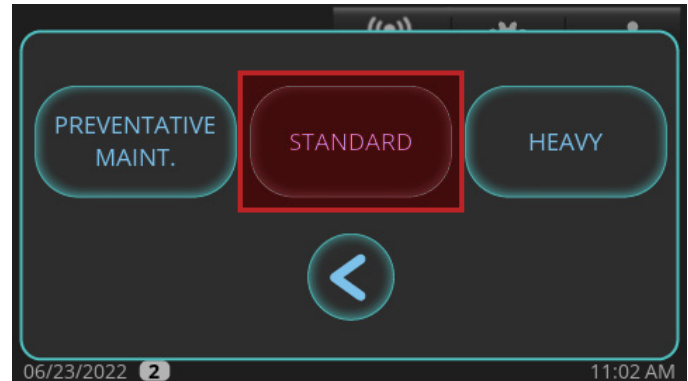 PREVENTATIVE
MAINT.
STANDARD
HEAVY
06/23/2022 2
11:02 AM